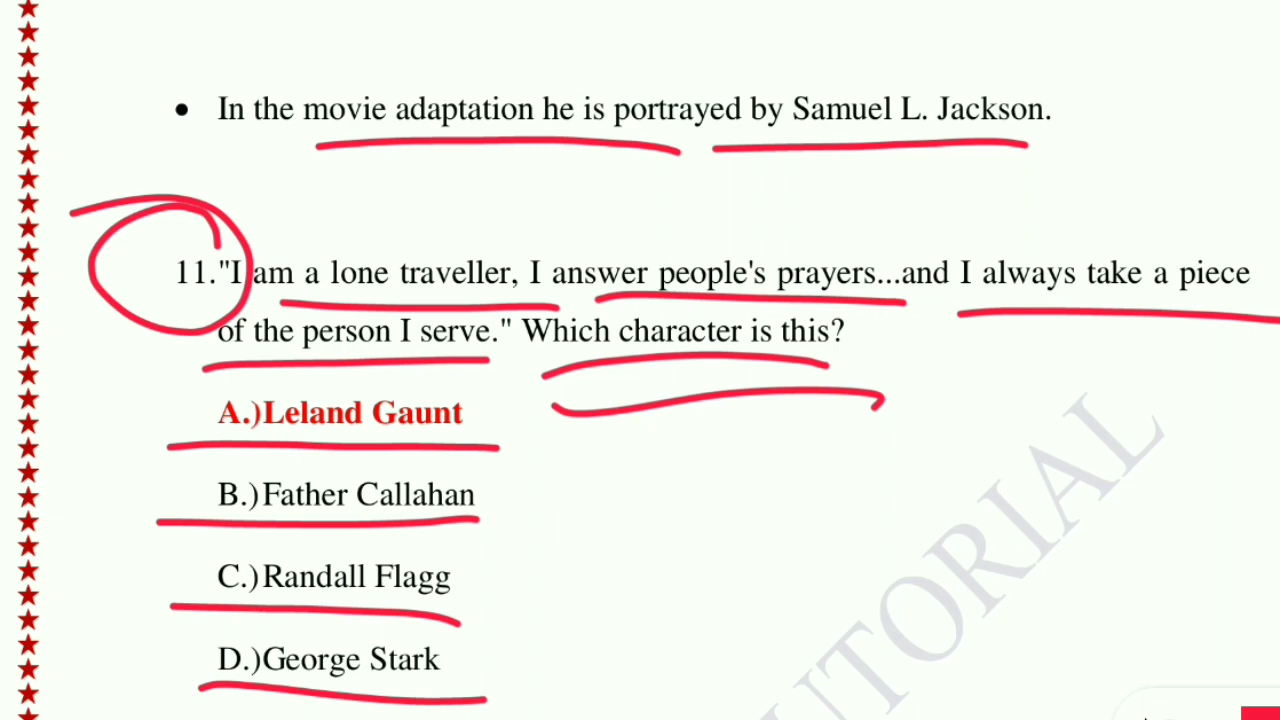 • In the movie adaptation he is portrayed by Samuel L. Jackson.
11."I am a lone traveller, I answer people's prayers...and I always take a piece
of the person I serve." Which character is this?
A.)Leland Gaunt
B.)Father Callahan
C.)Randall Flagg
D.)George Stark
UTORIAL